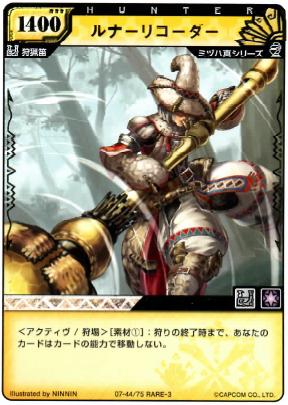 HUNTER
1400
ルナーリコーダー
狩猟笛
ミヅハ真シリーズ
<アクティヴ / 狩場>[素材①]:狩りの終了時まで、あなたの
カードはカードの能力で移動しない。
Illustrated by NINNIN
07-44/75 RARE-3
©CAPCOM CO., LTD.